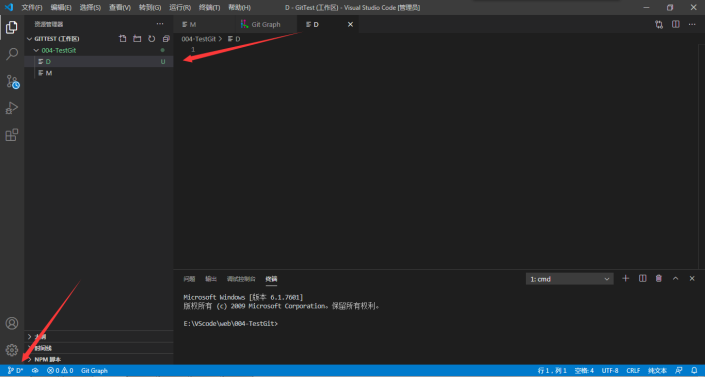 文件(F) 编辑(E) 选择(S) 查看(V) 转到(G) 运行(R) 终端(T) 帮助(H) D - GitTest (工作区) - Visual Studio Code [管理员]
资源管理器 ··· M Git Graph D
GITTEST (工作区) 004-TestGit > D
004-TestGit 1
D U
M
问题 输出 调试控制台 终端 1: cmd
Microsoft Windows [版本 6.1.7601]
版权所有 (c) 2009 Microsoft Corporation。保留所有权利。
E:\VScode\web\004-TestGit>
大纲
时间线
NPM 脚本
D* 0 0 Git Graph 行 1，列 1 空格: 4 UTF-8 CRLF 纯文本